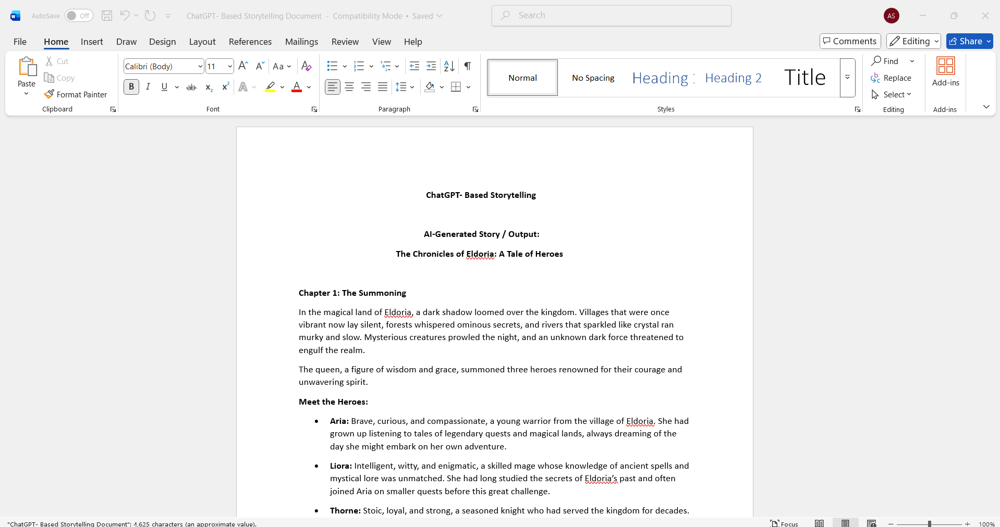 AutoSave Off ChatGPT- Based Storytelling Document - Compatibility Mode • Saved Search AS
File Home Insert Draw Design Layout References Mailings Review View Help Comments Editing Share
Paste Cut Copy Format Painter
Clipboard
Calibri (Body) 11 Aa
B I U ab x₂ x² A A
Font
Paragraph
Normal No Spacing Heading 1 Heading 2 Title
Styles
Find
Replace
Select
Editing
Add-ins
Add-ins
ChatGPT- Based Storytelling
AI-Generated Story / Output:
The Chronicles of Eldoria: A Tale of Heroes
Chapter 1: The Summoning
In the magical land of Eldoria, a dark shadow loomed over the kingdom. Villages that were once
vibrant now lay silent, forests whispered ominous secrets, and rivers that sparkled like crystal ran
murky and slow. Mysterious creatures prowled the night, and an unknown dark force threatened to
engulf the realm.
The queen, a figure of wisdom and grace, summoned three heroes renowned for their courage and
unwavering spirit.
Meet the Heroes:
• Aria: Brave, curious, and compassionate, a young warrior from the village of Eldoria. She had
grown up listening to tales of legendary quests and magical lands, always dreaming of the
day she might embark on her own adventure.
• Liora: Intelligent, witty, and enigmatic, a skilled mage whose knowledge of ancient spells and
mystical lore was unmatched. She had long studied the secrets of Eldoria’s past and often
joined Aria on smaller quests before this great challenge.
• Thorne: Stoic, loyal, and strong, a seasoned knight who had served the kingdom for decades.
"ChatGPT- Based Storytelling Document": 4,625 characters (an approximate value). Focus 100%